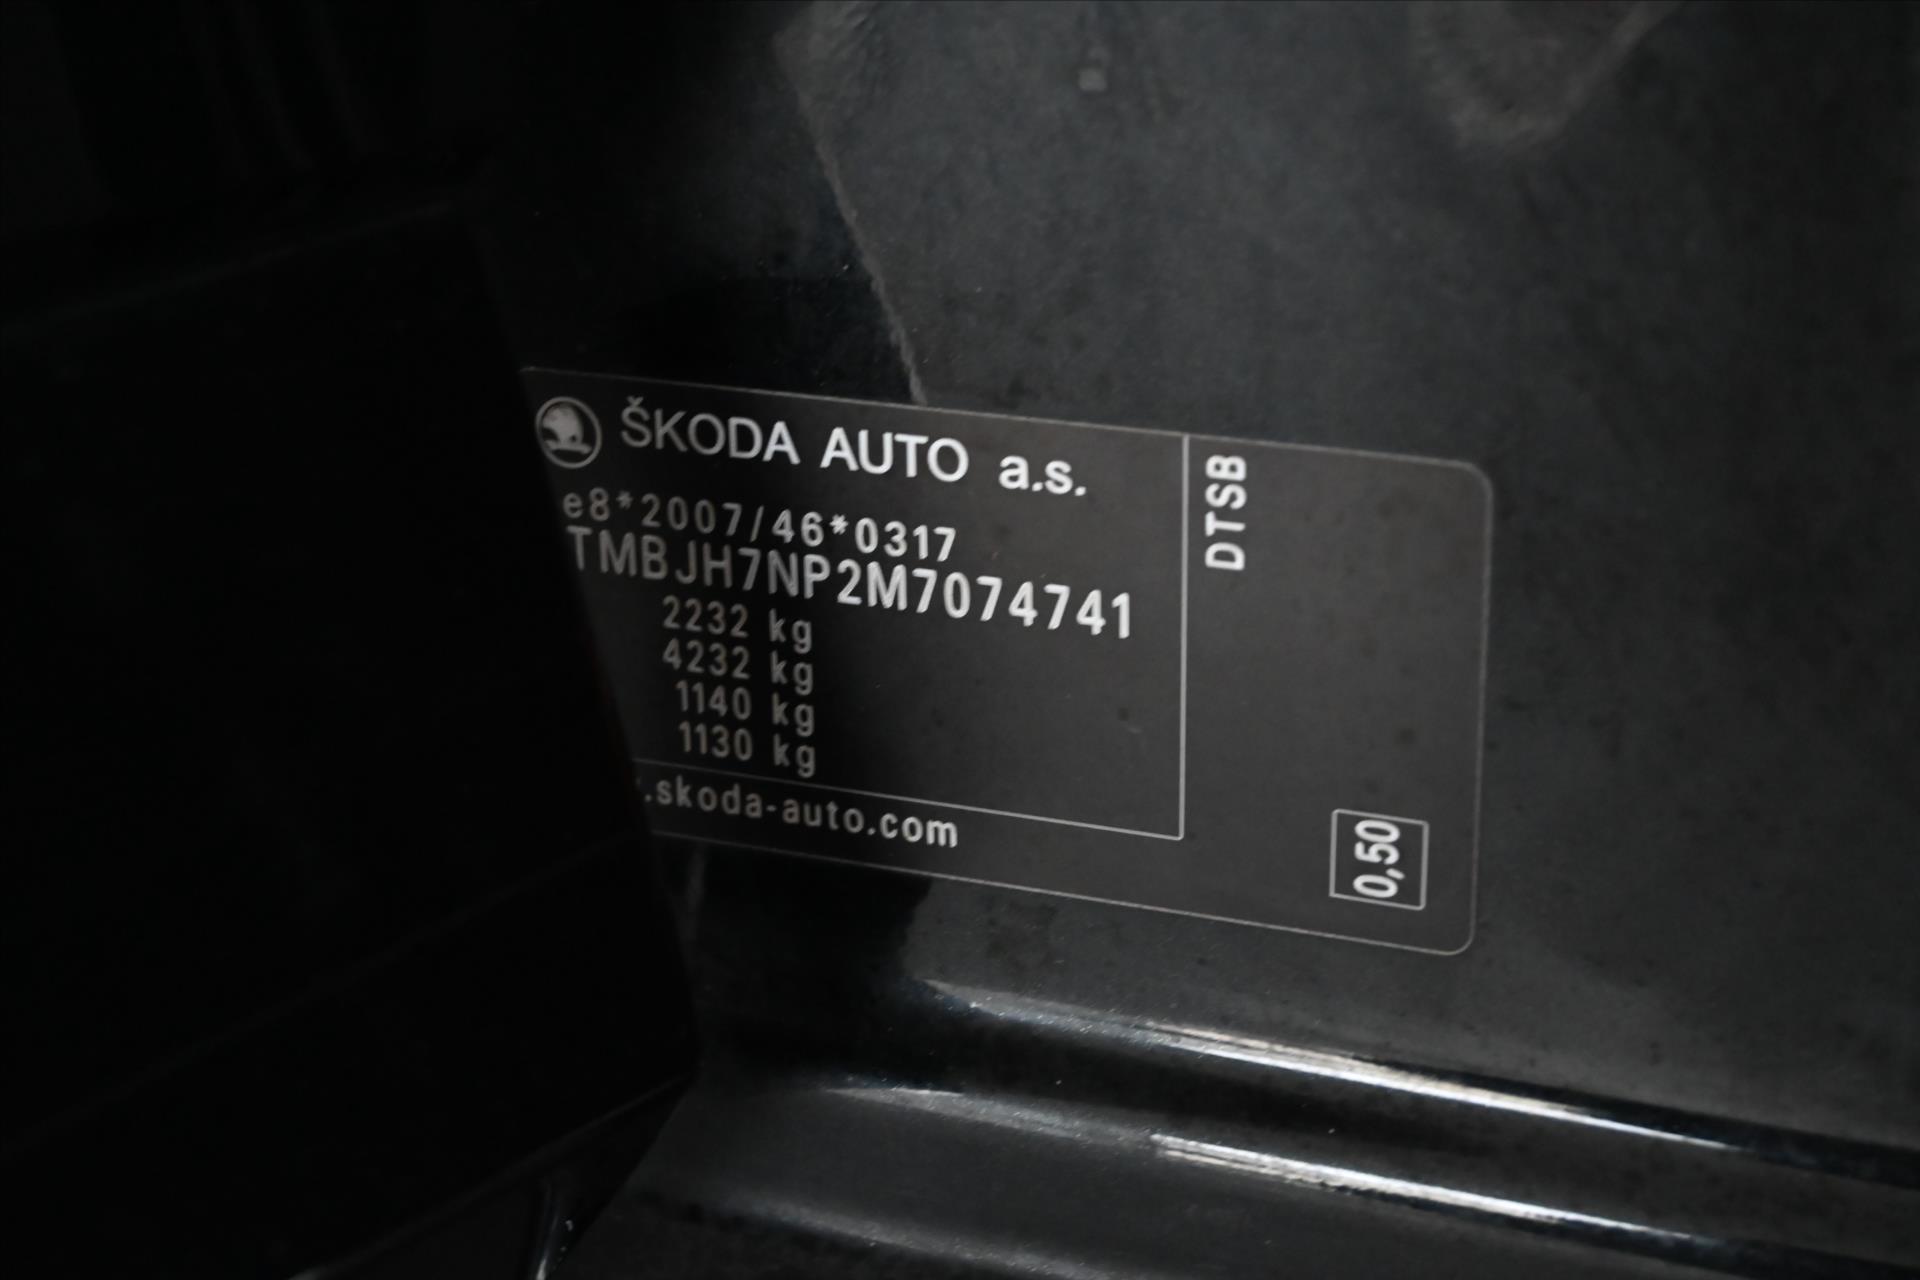 ŠKODA AUTO a.s.
e8*2007/46*0317
TMBJH7NP2M7074741
2232 kg
4232 kg
1140 kg
1130 kg
.skoda-auto.com
DTSB
0,50